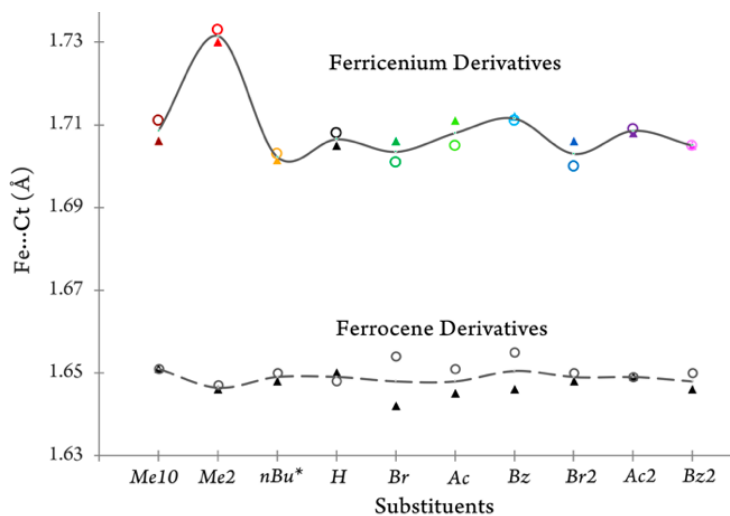 Fe···Ct (Å)
1.73
1.71
1.69
1.67
1.65
1.63
Ferricenium Derivatives
Ferrocene Derivatives
Me10 Me2 nBu* H Br Ac Bz Br2 Ac2 Bz2
Substituents